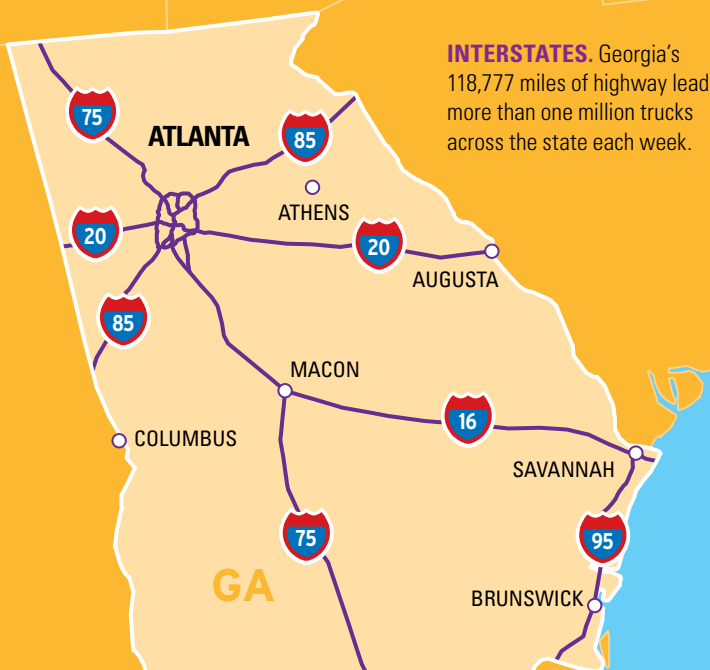 INTERSTATES. Georgia's
118,777 miles of highway lead
more than one million trucks
across the state each week.
75
ATLANTA
85
ATHENS
20
20
AUGUSTA
85
MACON
16
COLUMBUS
SAVANNAH
75
95
GA
BRUNSWICK